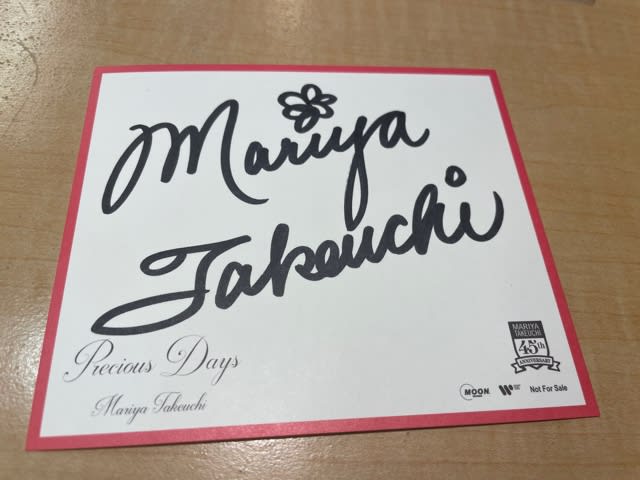 Mariya
Takeuchi
Precious Days
Mariya Takeuchi
MARIYA
TAKEUCHI
45th
ANNIVERSARY
MOON
Not For Sale